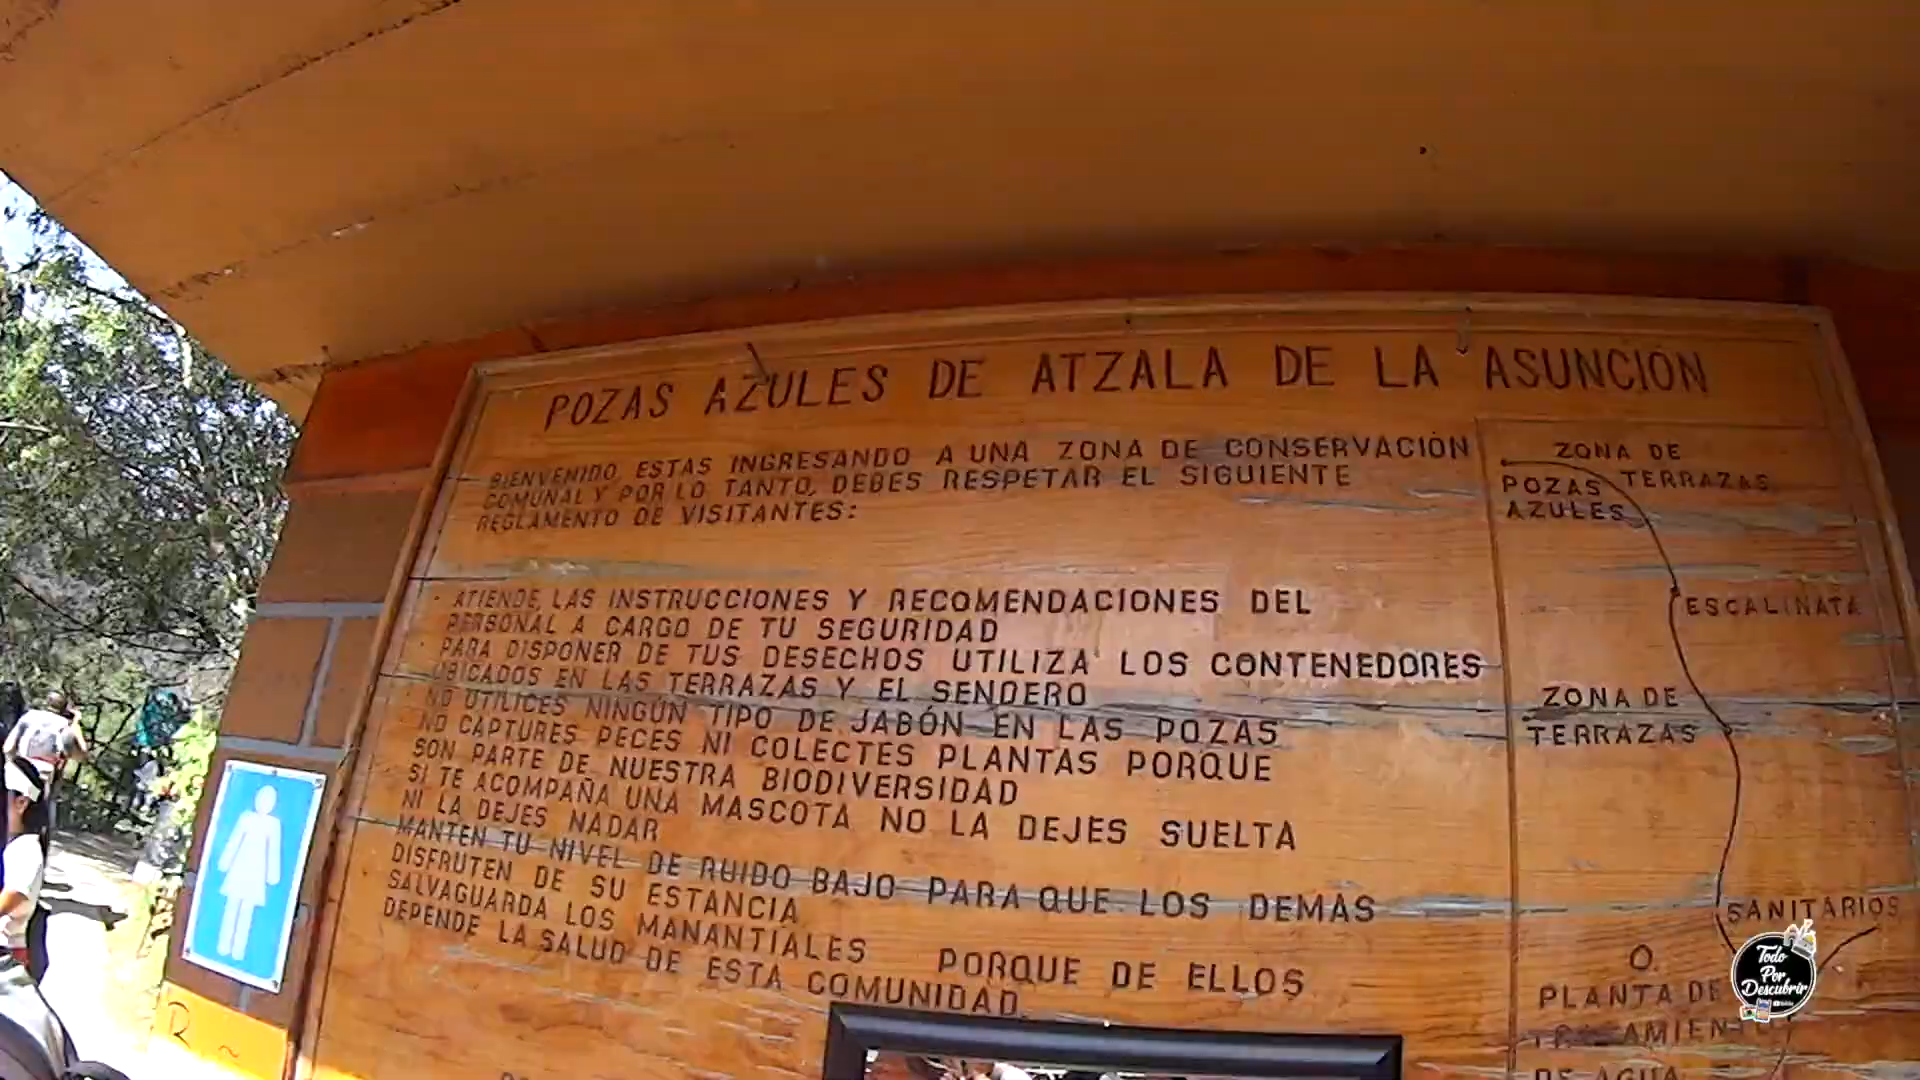 POZAS AZULES DE ATZALA DE LA ASUNCIÓN
BIENVENIDO, ESTAS INGRESANDO A UNA ZONA DE CONSERVACIÓN
COMUNAL Y POR LO TANTO, DEBES RESPETAR EL SIGUIENTE
REGLAMENTO DE VISITANTES:
· ATIENDE LAS INSTRUCCIONES Y RECOMENDACIONES DEL
PERSONAL A CARGO DE TU SEGURIDAD
· PARA DISPONER DE TUS DESECHOS UTILIZA LOS CONTENEDORES
UBICADOS EN LAS TERRAZAS Y EL SENDERO
· NO UTILICES NINGÚN TIPO DE JABÓN EN LAS POZAS
NO CAPTURES PECES NI COLECTES PLANTAS PORQUE
SON PARTE DE NUESTRA BIODIVERSIDAD
SI TE ACOMPAÑA UNA MASCOTA NO LA DEJES SUELTA
NI LA DEJES NADAR
MANTEN TU NIVEL DE RUIDO BAJO PARA QUE LOS DEMÁS
DISFRUTEN DE SU ESTANCIA
SALVAGUARDA LOS MANANTIALES PORQUE DE ELLOS
DEPENDE LA SALUD DE ESTA COMUNIDAD.
ZONA DE
TERRAZAS
POZAS
AZULES
ESCALINATA
ZONA DE
TERRAZAS
SANITARIOS
PLANTA DE
DE AGUA
Todo
Por
Descubrir